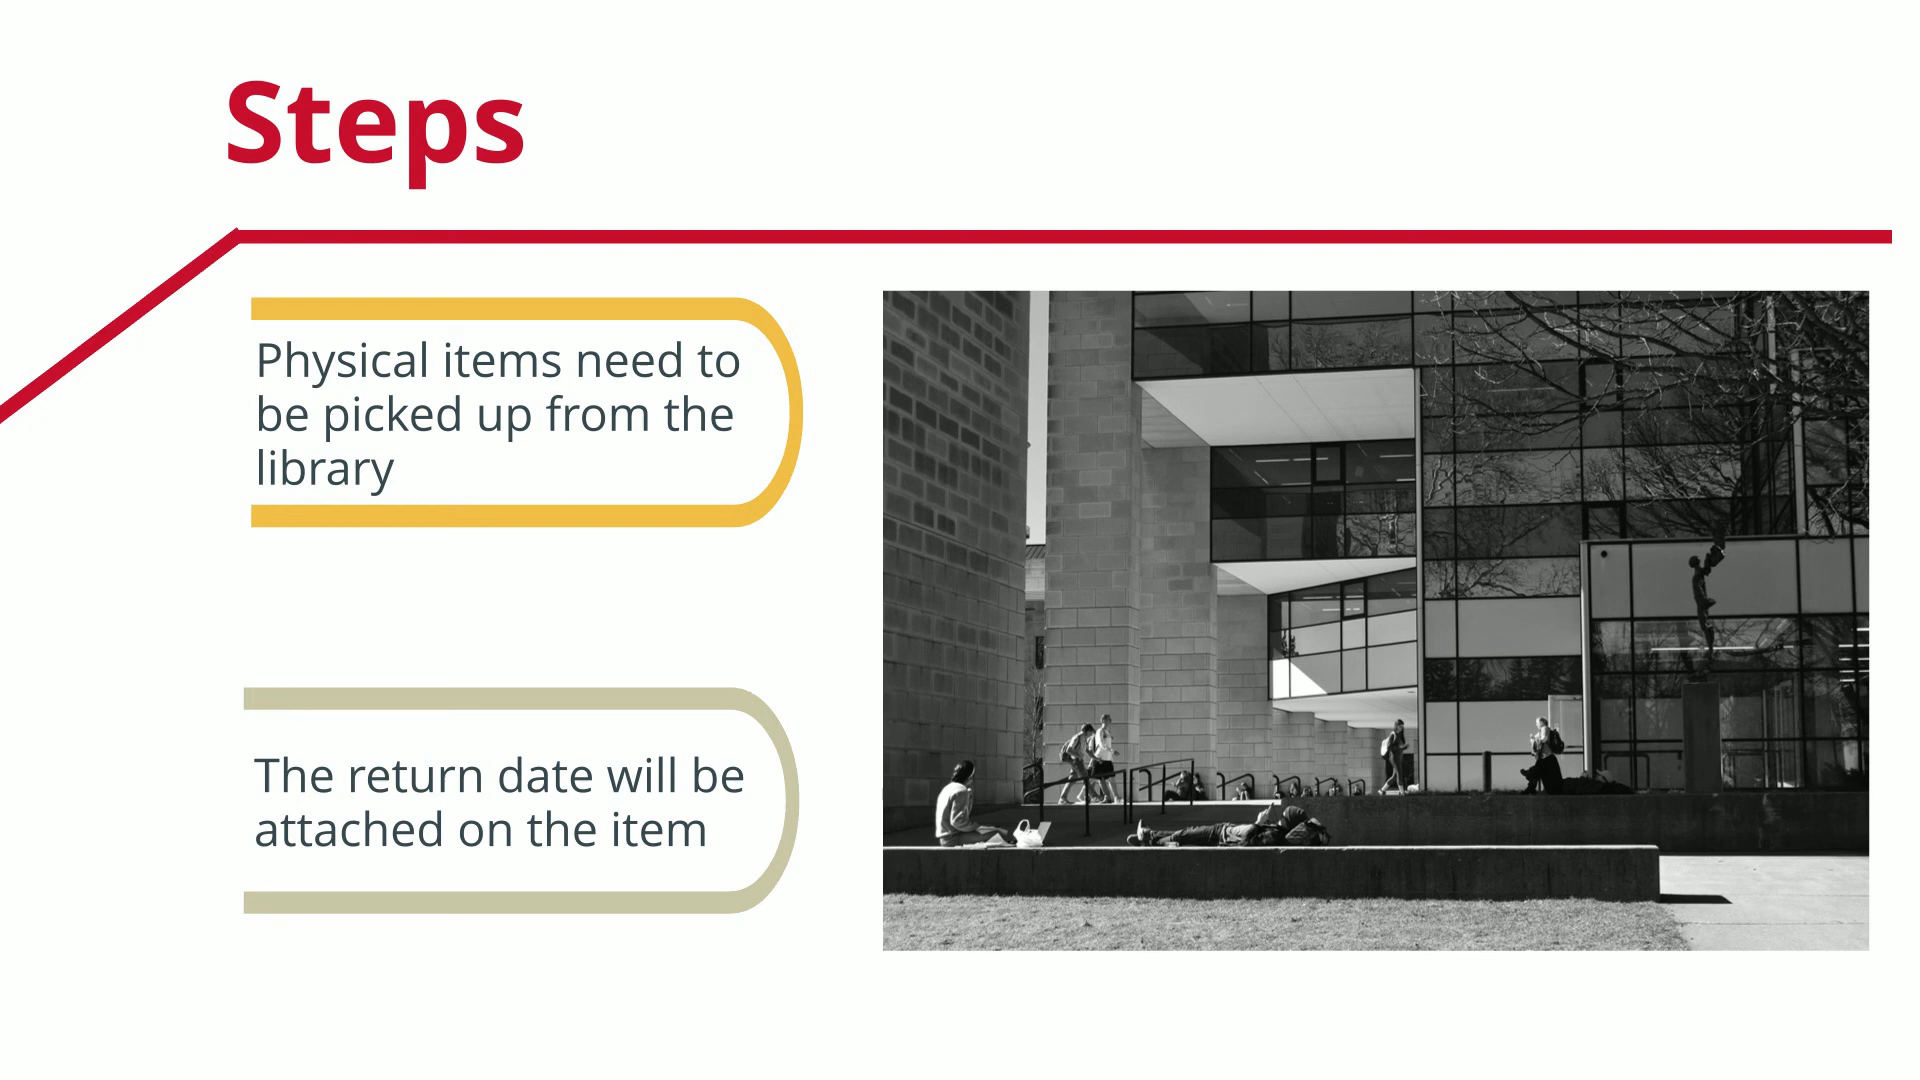 Steps
Physical items need to
be picked up from the
library
The return date will be
attached on the item